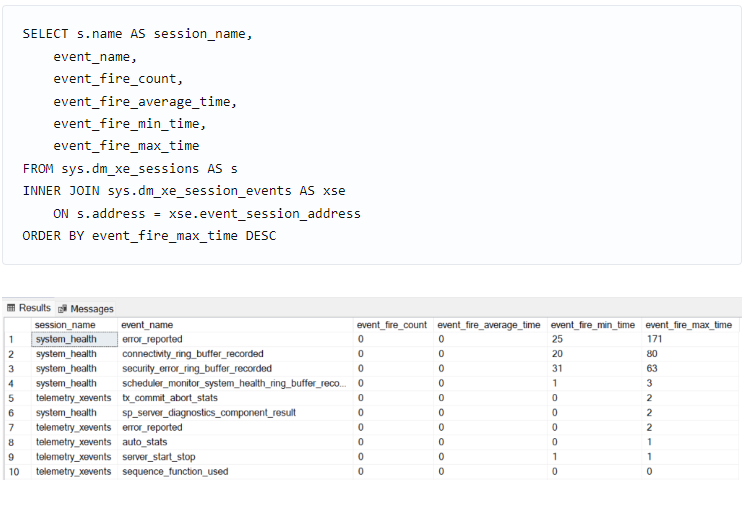 SELECT s.name AS session_name,
event_name,
event_fire_count,
event_fire_average_time,
event_fire_min_time,
event_fire_max_time
FROM sys.dm_xe_sessions AS s
INNER JOIN sys.dm_xe_session_events AS xse
ON s.address = xse.event_session_address
ORDER BY event_fire_max_time DESC
Results Messages
session_name event_name event_fire_count event_fire_average_time event_fire_min_time event_fire_max_time
1 system_health error_reported 0 0 25 171
2 system_health connectivity_ring_buffer_recorded 0 0 20 80
3 system_health security_error_ring_buffer_recorded 0 0 31 63
4 system_health scheduler_monitor_system_health_ring_buffer_reco... 0 0 1 3
5 telemetry_xevents tx_commit_abort_stats 0 0 0 2
6 system_health sp_server_diagnostics_component_result 0 0 0 2
7 telemetry_xevents error_reported 0 0 0 2
8 telemetry_xevents auto_stats 0 0 0 1
9 telemetry_xevents server_start_stop 0 0 1 1
10 telemetry_xevents sequence_function_used 0 0 0 0